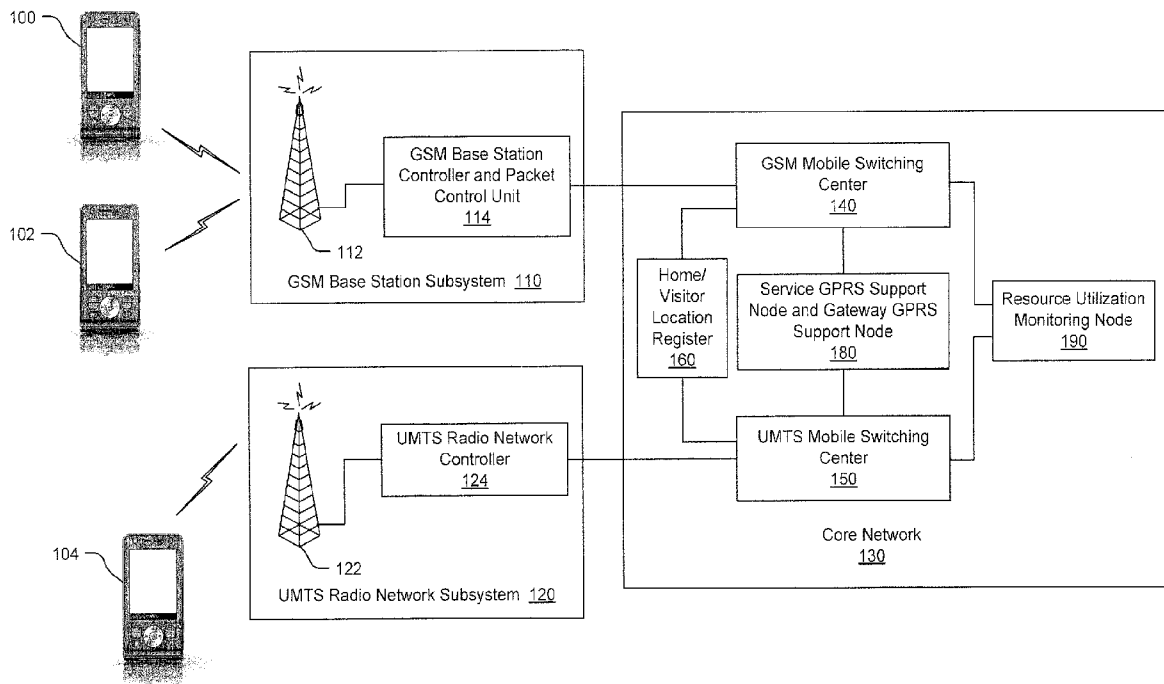 100
102
104
112
GSM Base Station
Controller and Packet
Control Unit
114
GSM Base Station Subsystem 110
122
UMTS Radio Network
Controller
124
UMTS Radio Network Subsystem 120
GSM Mobile Switching
Center
140
Home/
Visitor
Location
Register
160
Service GPRS Support
Node and Gateway GPRS
Support Node
180
Resource Utilization
Monitoring Node
190
UMTS Mobile Switching
Center
150
Core Network
130